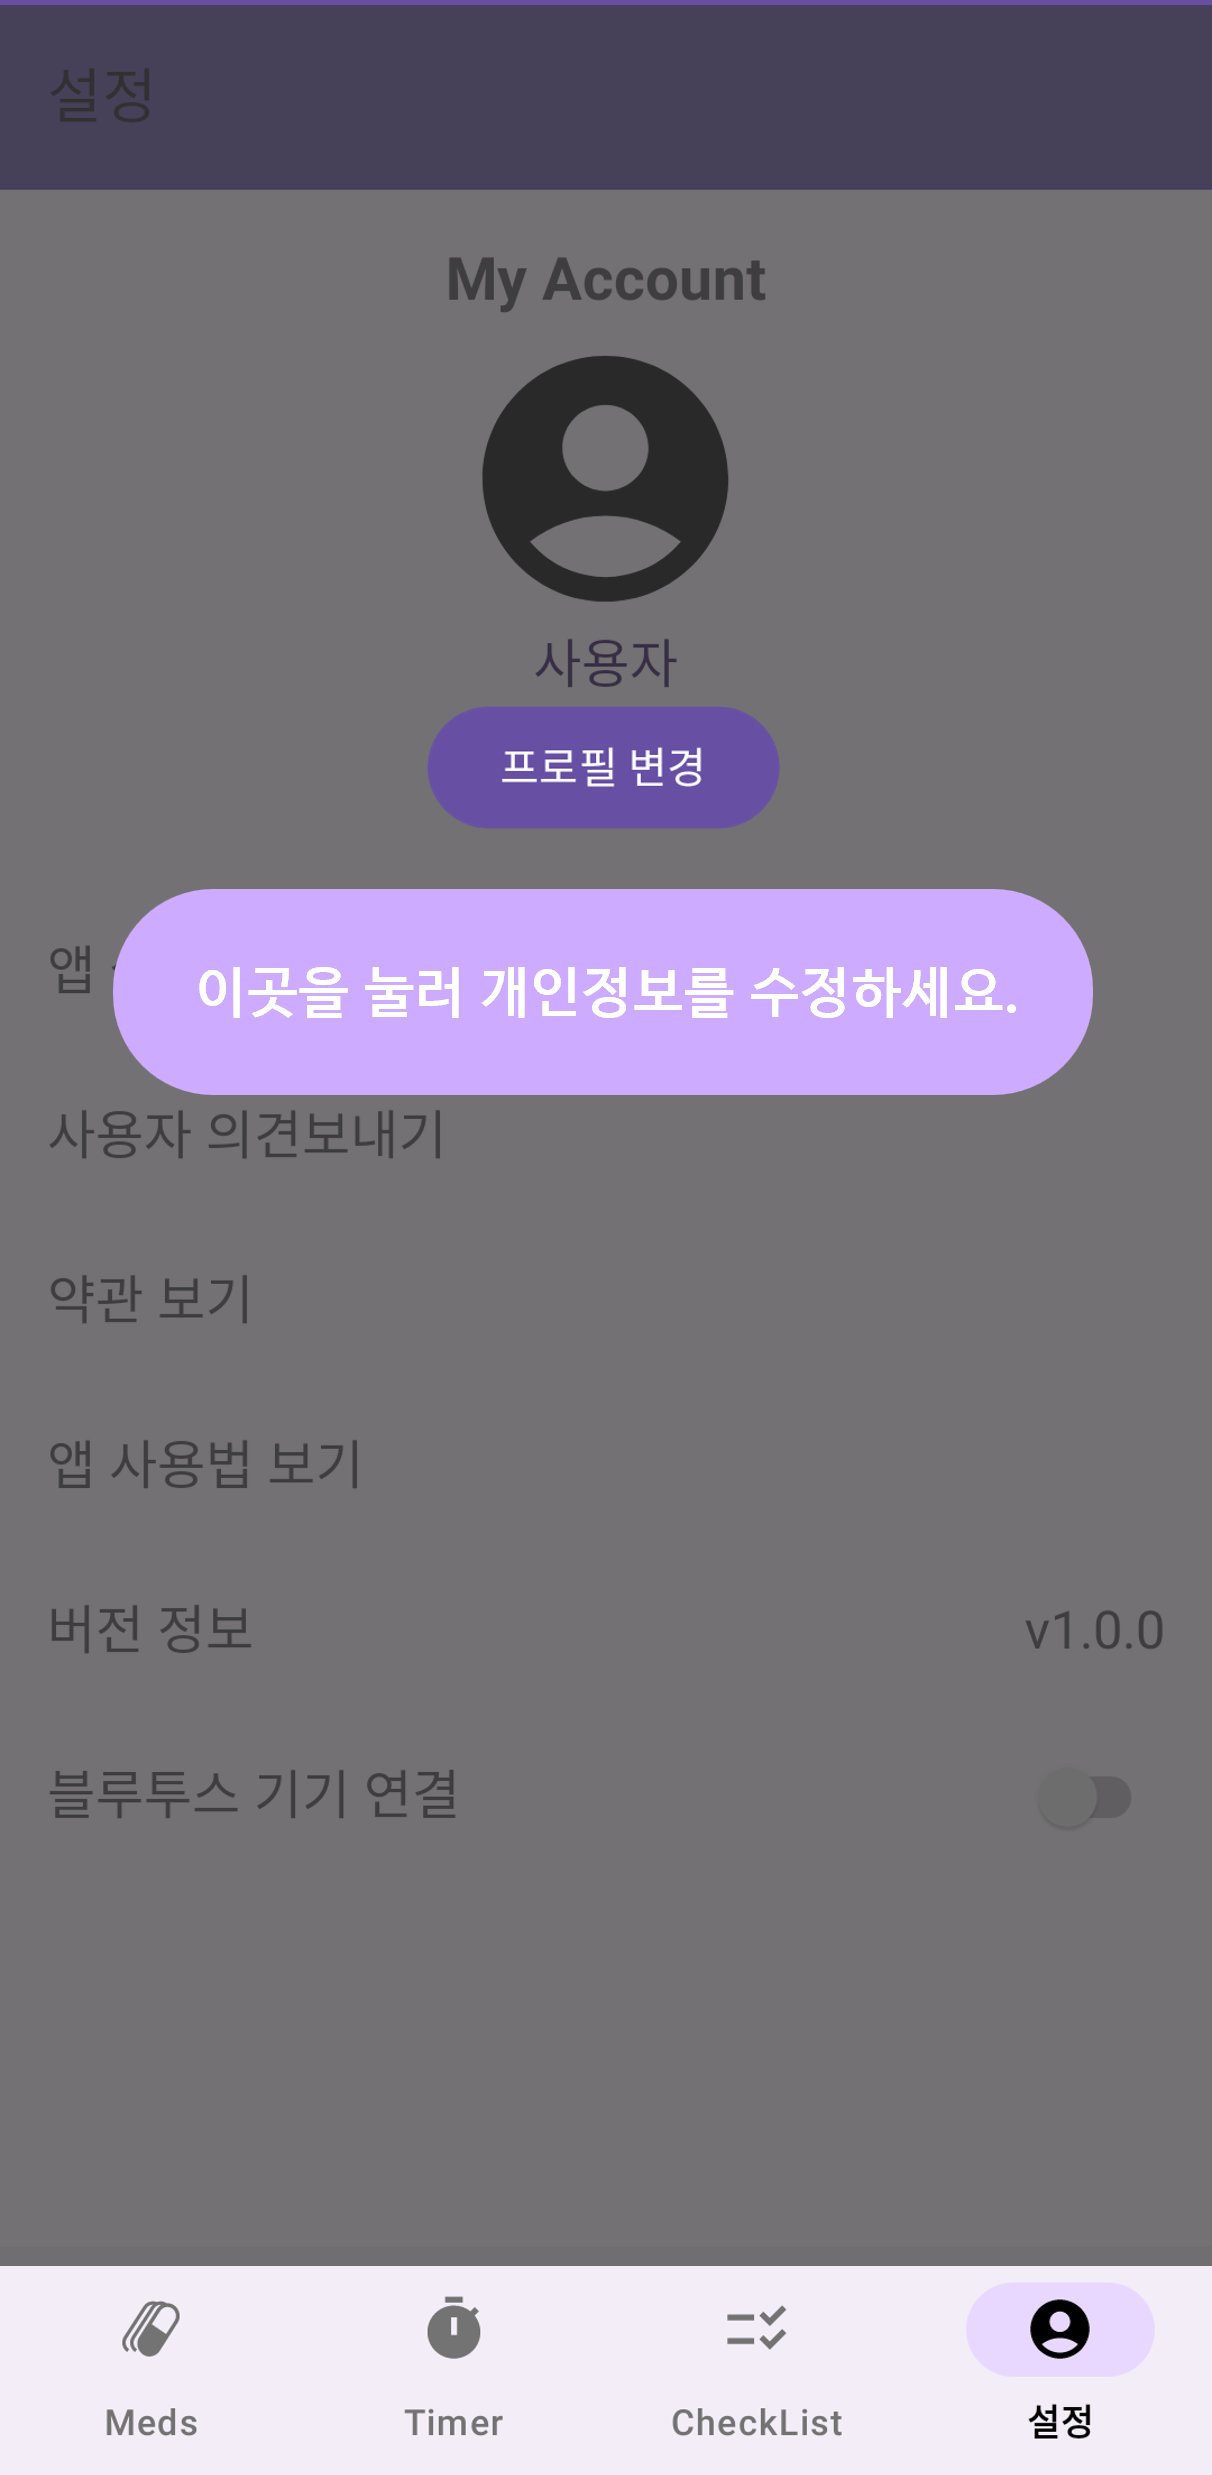 설정
My Account
사용자
프로필 변경
앱
이곳을 눌러 개인정보를 수정하세요.
사용자 의견보내기
약관 보기
앱 사용법 보기
버전 정보 v1.0.0
블루투스 기기 연결
Meds Timer CheckList 설정